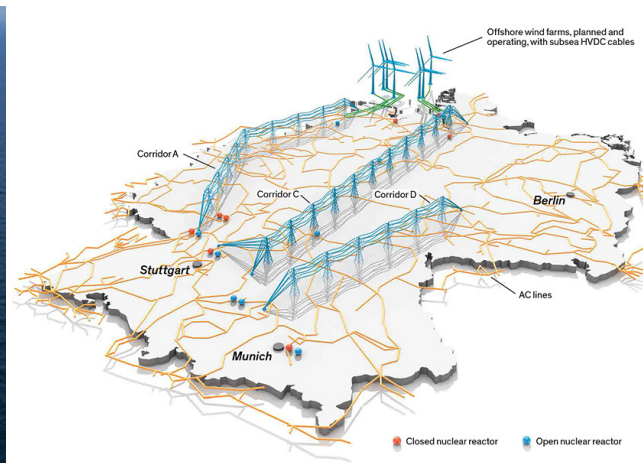 Offshore wind farms, planned and
operating, with subsea HVDC cables
Corridor A
Corridor C
Corridor D
Berlin
Stuttgart
AC lines
Munich
Closed nuclear reactor
Open nuclear reactor